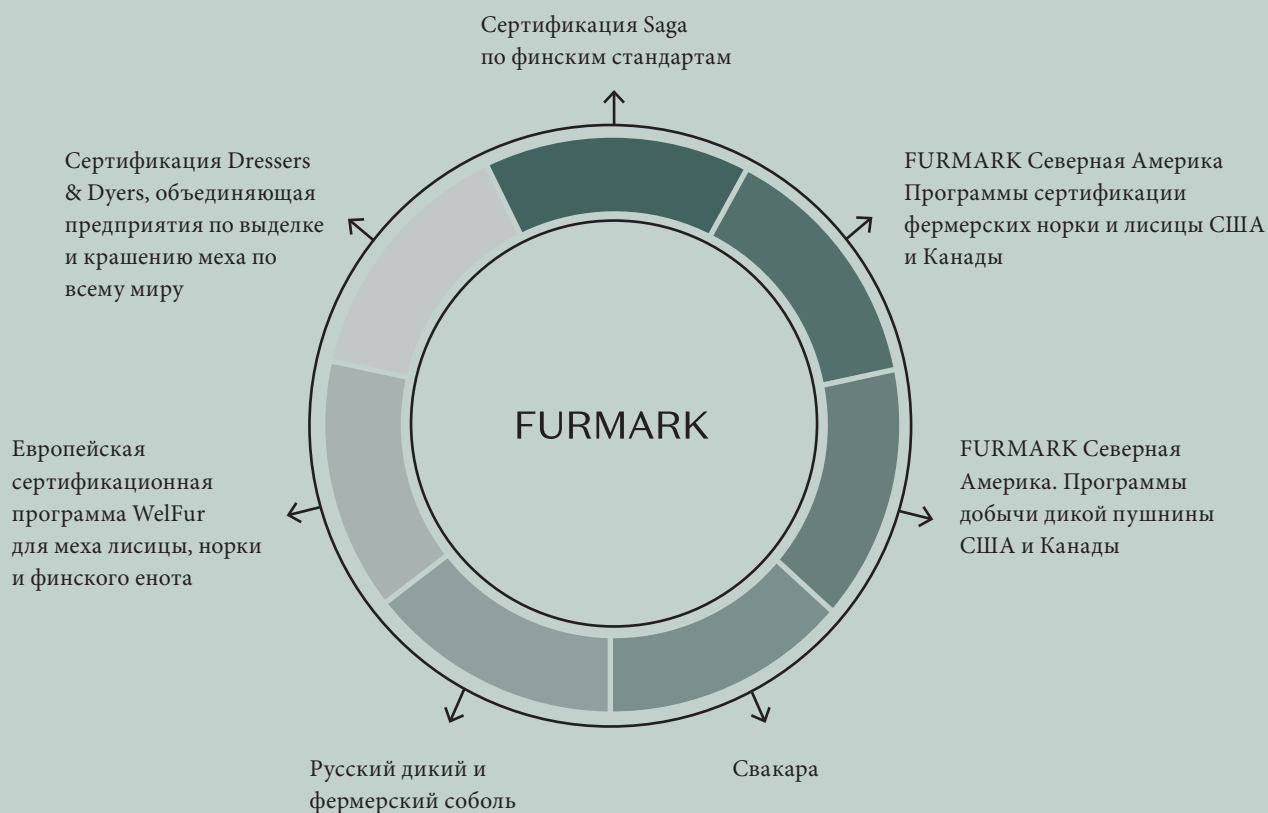 Сертификация Saga
по финским стандартам
Сертификация Dressers
& Dyers, объединяющая
предприятия по выделке
и крашению меха по
всему миру
FURMARK Северная Америка
Программы сертификации
фермерских норки и лисицы США
и Канады
FURMARK
Европейская
сертификационная
программа WelFur
для меха лисицы, норки
и финского енота
FURMARK Северная
Америка. Программы
добычи дикой пушнины
США и Канады
Русский дикий и
фермерский соболь
Свакара